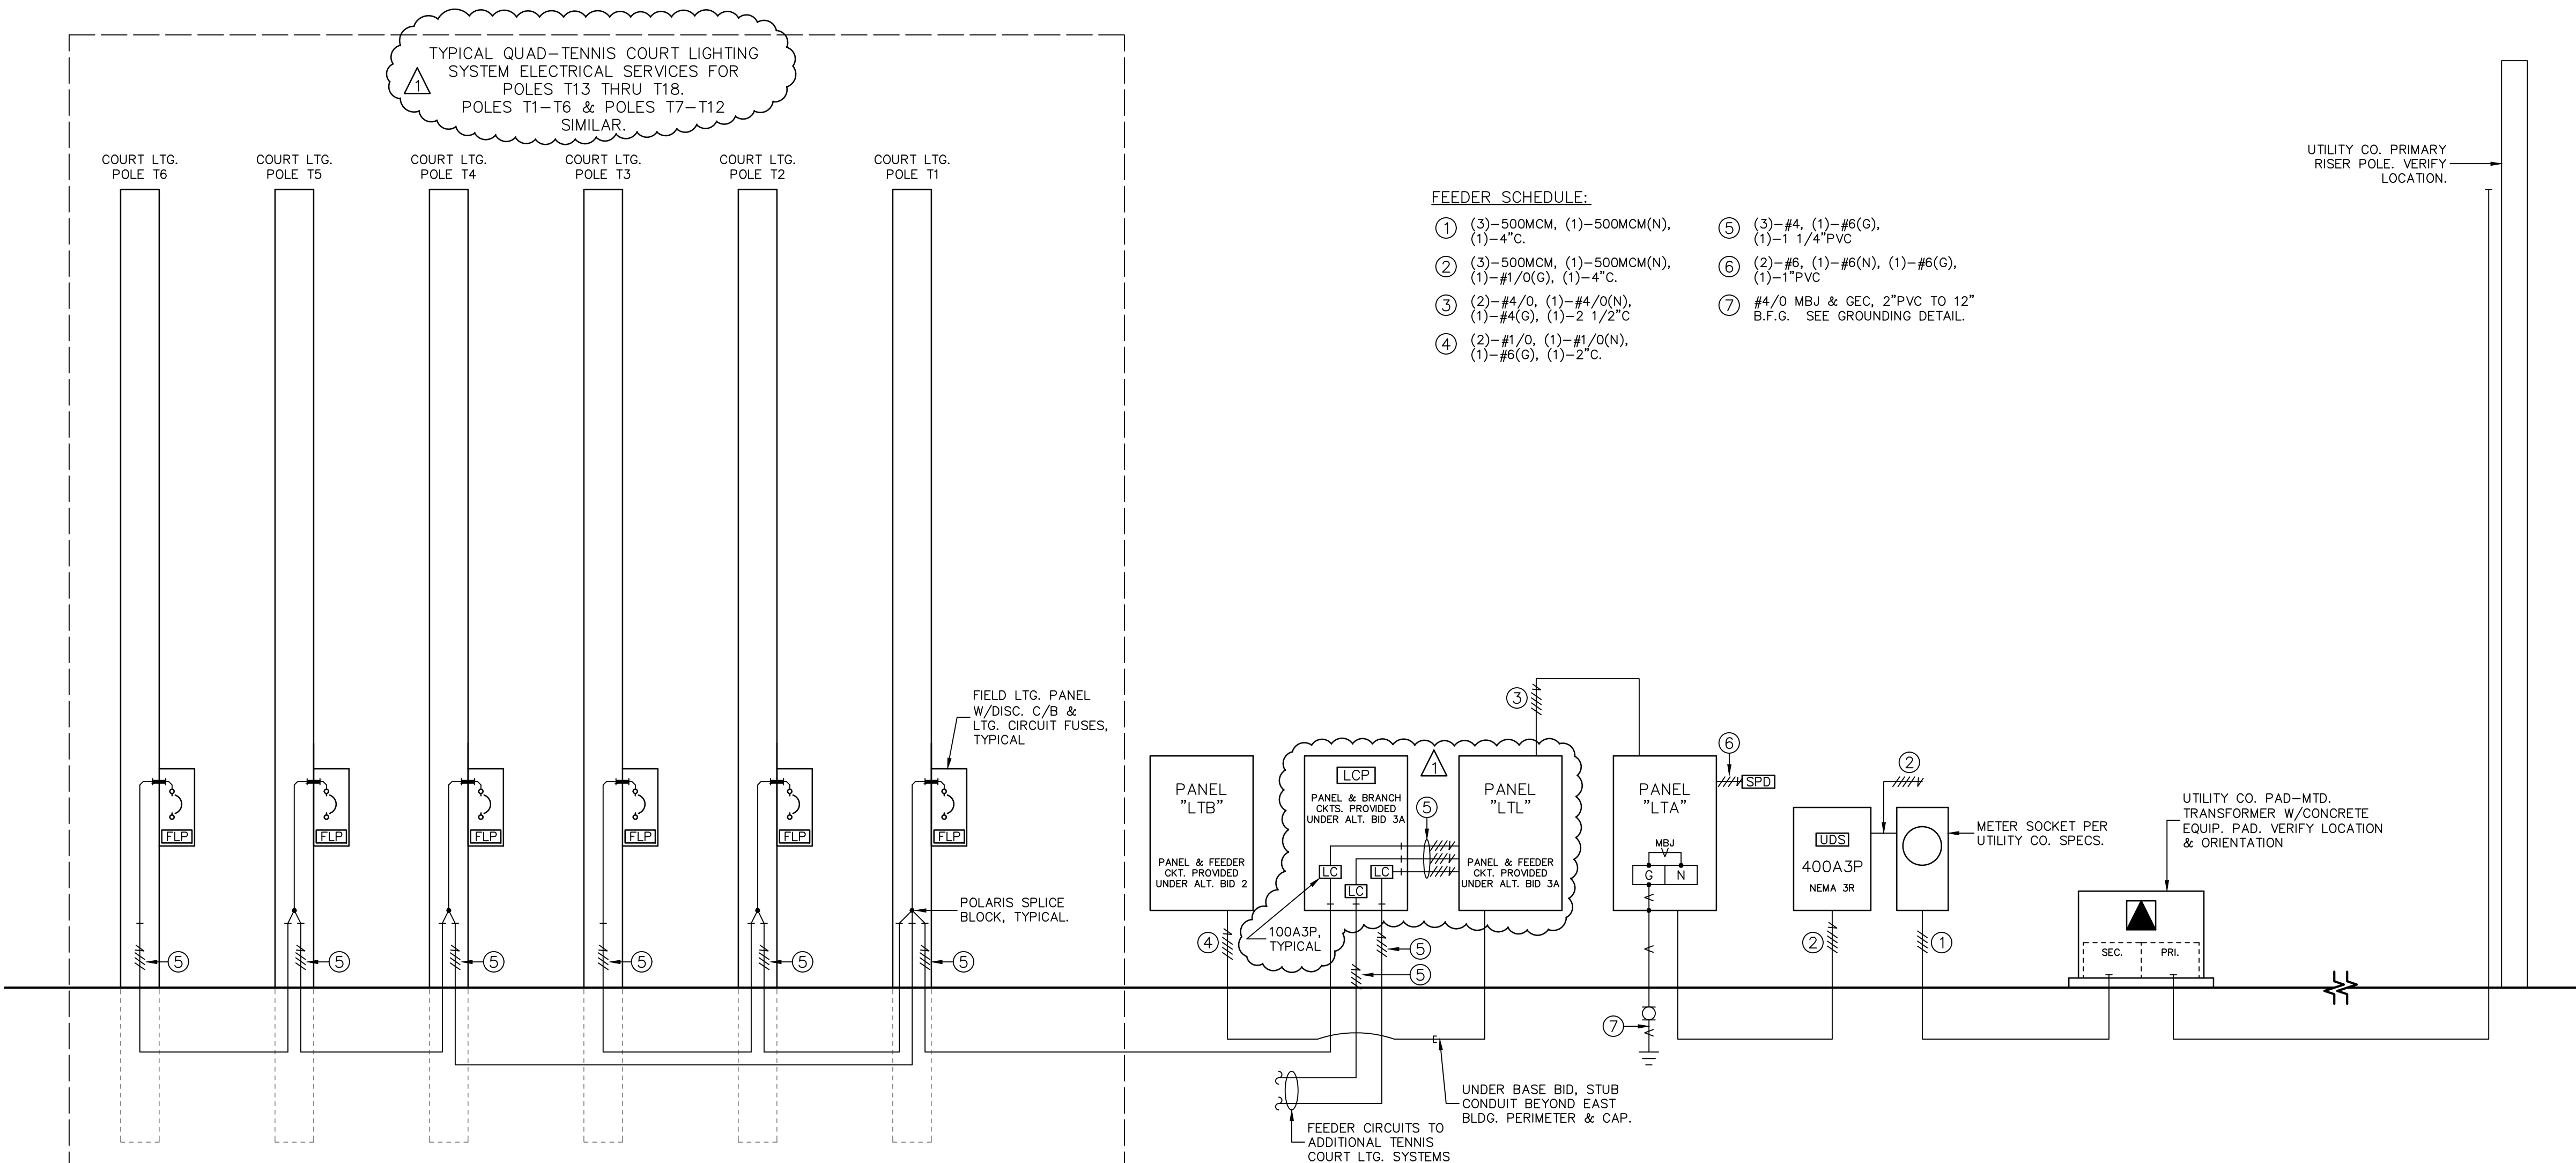 TYPICAL QUAD-TENNIS COURT LIGHTING
SYSTEM ELECTRICAL SERVICES FOR
POLES T13 THRU T18.
POLES T1-T6 & POLES T7-T12
SIMILAR.
1
COURT LTG.
POLE T6
COURT LTG.
POLE T5
COURT LTG.
POLE T4
COURT LTG.
POLE T3
COURT LTG.
POLE T2
COURT LTG.
POLE T1
UTILITY CO. PRIMARY
RISER POLE. VERIFY
LOCATION.
FEEDER SCHEDULE:
1 (3)-500MCM, (1)-500MCM(N),
(1)-4"C.
2 (3)-500MCM, (1)-500MCM(N),
(1)-#1/0(G), (1)-4"C.
3 (2)-#4/0, (1)-#4/0(N),
(1)-#4(G), (1)-2 1/2"C
4 (2)-#1/0, (1)-#1/0(N),
(1)-#6(G), (1)-2"C.
5 (3)-#4, (1)-#6(G),
(1)-1 1/4"PVC
6 (2)-#6, (1)-#6(N), (1)-#6(G),
(1)-1"PVC
7 #4/0 MBJ & GEC, 2"PVC TO 12"
B.F.G. SEE GROUNDING DETAIL.
FIELD LTG. PANEL
W/DISC. C/B &
LTG. CIRCUIT FUSES,
TYPICAL
FLP
FLP
FLP
FLP
FLP
FLP
POLARIS SPLICE
BLOCK, TYPICAL.
5
5
5
5
5
5
PANEL
"LTB"
PANEL & FEEDER
CKT. PROVIDED
UNDER ALT. BID 2
4
LCP
PANEL & BRANCH
CKTS. PROVIDED
UNDER ALT. BID 3A
LC
LC
LC
100A3P,
TYPICAL
1
5
5
5
3
PANEL
"LTL"
PANEL & FEEDER
CKT. PROVIDED
UNDER ALT. BID 3A
PANEL
"LTA"
MBJ
G N
6
SPD
7
2
UDS
400A3P
NEMA 3R
2
1
METER SOCKET PER
UTILITY CO. SPECS.
UTILITY CO. PAD-MTD.
TRANSFORMER W/CONCRETE
EQUIP. PAD. VERIFY LOCATION
& ORIENTATION
SEC. PRI.
UNDER BASE BID, STUB
CONDUIT BEYOND EAST
BLDG. PERIMETER & CAP.
FEEDER CIRCUITS TO
ADDITIONAL TENNIS
COURT LTG. SYSTEMS